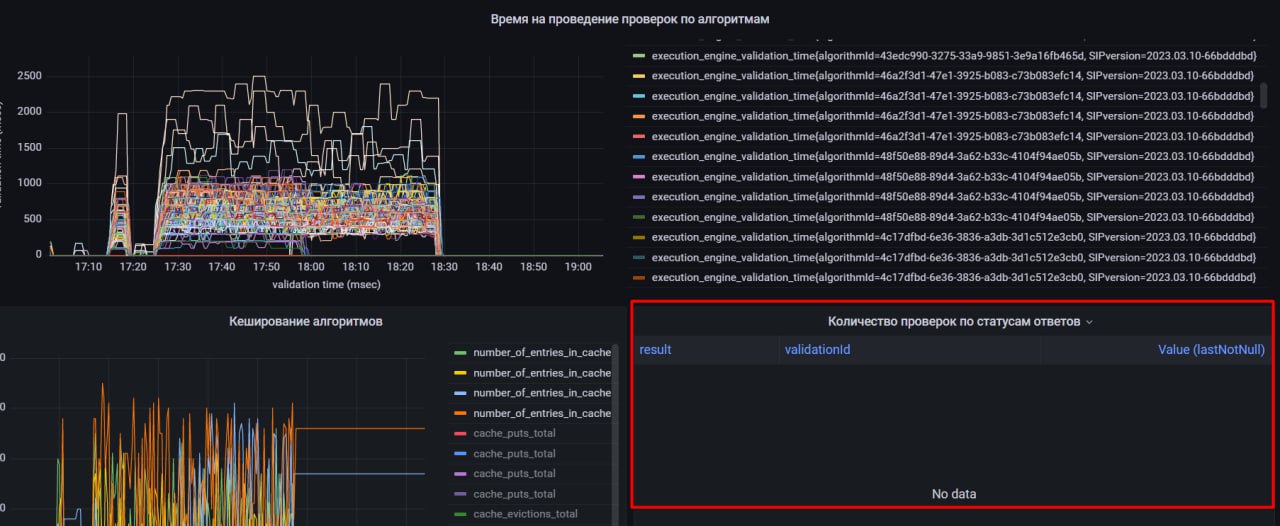 Время на проведение проверок по алгоритмам
2500
2000
1500
1000
500
0
17:10 17:20 17:30 17:40 17:50 18:00 18:10 18:20 18:30 18:40 18:50 19:00
validation time (msec)
execution_engine_validation_time{algorithmId=43edc990-3275-33a9-9851-3e9a16fb465d, SIPversion=2023.03.10-66bdddbd}
execution_engine_validation_time{algorithmId=46a2f3d1-47e1-3925-b083-c73b083efc14, SIPversion=2023.03.10-66bdddbd}
execution_engine_validation_time{algorithmId=46a2f3d1-47e1-3925-b083-c73b083efc14, SIPversion=2023.03.10-66bdddbd}
execution_engine_validation_time{algorithmId=46a2f3d1-47e1-3925-b083-c73b083efc14, SIPversion=2023.03.10-66bdddbd}
execution_engine_validation_time{algorithmId=46a2f3d1-47e1-3925-b083-c73b083efc14, SIPversion=2023.03.10-66bdddbd}
execution_engine_validation_time{algorithmId=48f50e88-89d4-3a62-b33c-4104f94ae05b, SIPversion=2023.03.10-66bdddbd}
execution_engine_validation_time{algorithmId=48f50e88-89d4-3a62-b33c-4104f94ae05b, SIPversion=2023.03.10-66bdddbd}
execution_engine_validation_time{algorithmId=48f50e88-89d4-3a62-b33c-4104f94ae05b, SIPversion=2023.03.10-66bdddbd}
execution_engine_validation_time{algorithmId=48f50e88-89d4-3a62-b33c-4104f94ae05b, SIPversion=2023.03.10-66bdddbd}
execution_engine_validation_time{algorithmId=4c17dfbd-6e36-3836-a3db-3d1c512e3cb0, SIPversion=2023.03.10-66bdddbd}
execution_engine_validation_time{algorithmId=4c17dfbd-6e36-3836-a3db-3d1c512e3cb0, SIPversion=2023.03.10-66bdddbd}
execution_engine_validation_time{algorithmId=4c17dfbd-6e36-3836-a3db-3d1c512e3cb0, SIPversion=2023.03.10-66bdddbd}
Кеширование алгоритмов
0
0
0
0
number_of_entries_in_cache
number_of_entries_in_cache
number_of_entries_in_cache
number_of_entries_in_cache
cache_puts_total
cache_puts_total
cache_puts_total
cache_puts_total
cache_evictions_total
Количество проверок по статусам ответов
result validationId Value (lastNotNull)
No data